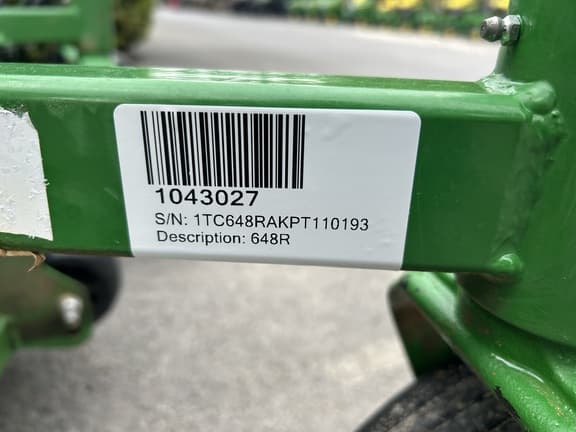 1043027
S/N: 1TC648RAKPT110193
Description: 648R